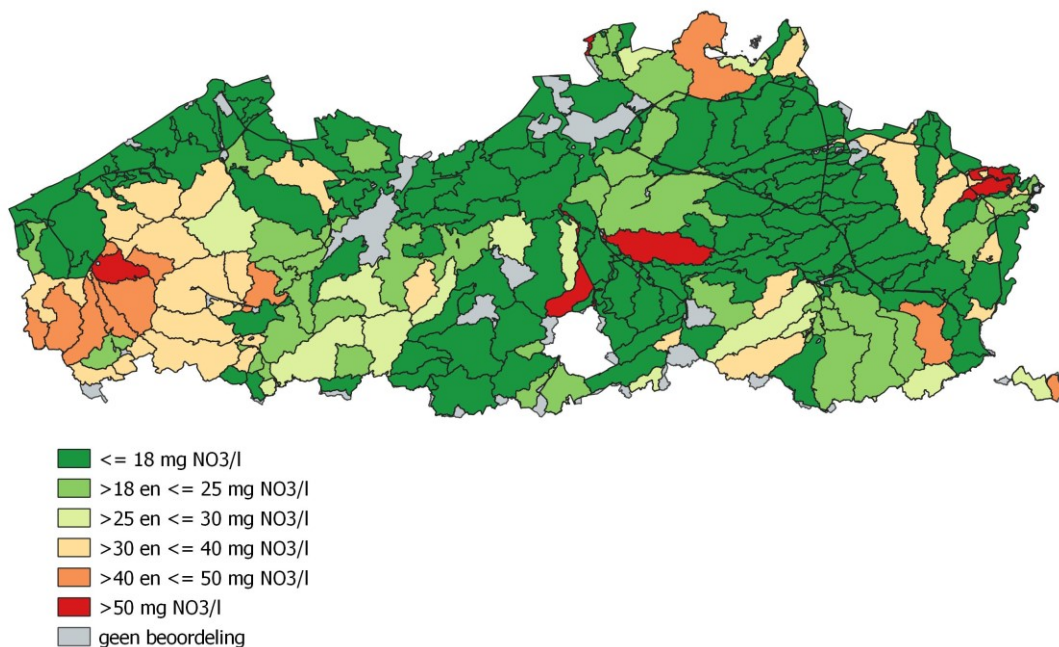 <= 18 mg NO3/l
>18 en <= 25 mg NO3/l
>25 en <= 30 mg NO3/l
>30 en <= 40 mg NO3/l
>40 en <= 50 mg NO3/l
>50 mg NO3/l
geen beoordeling